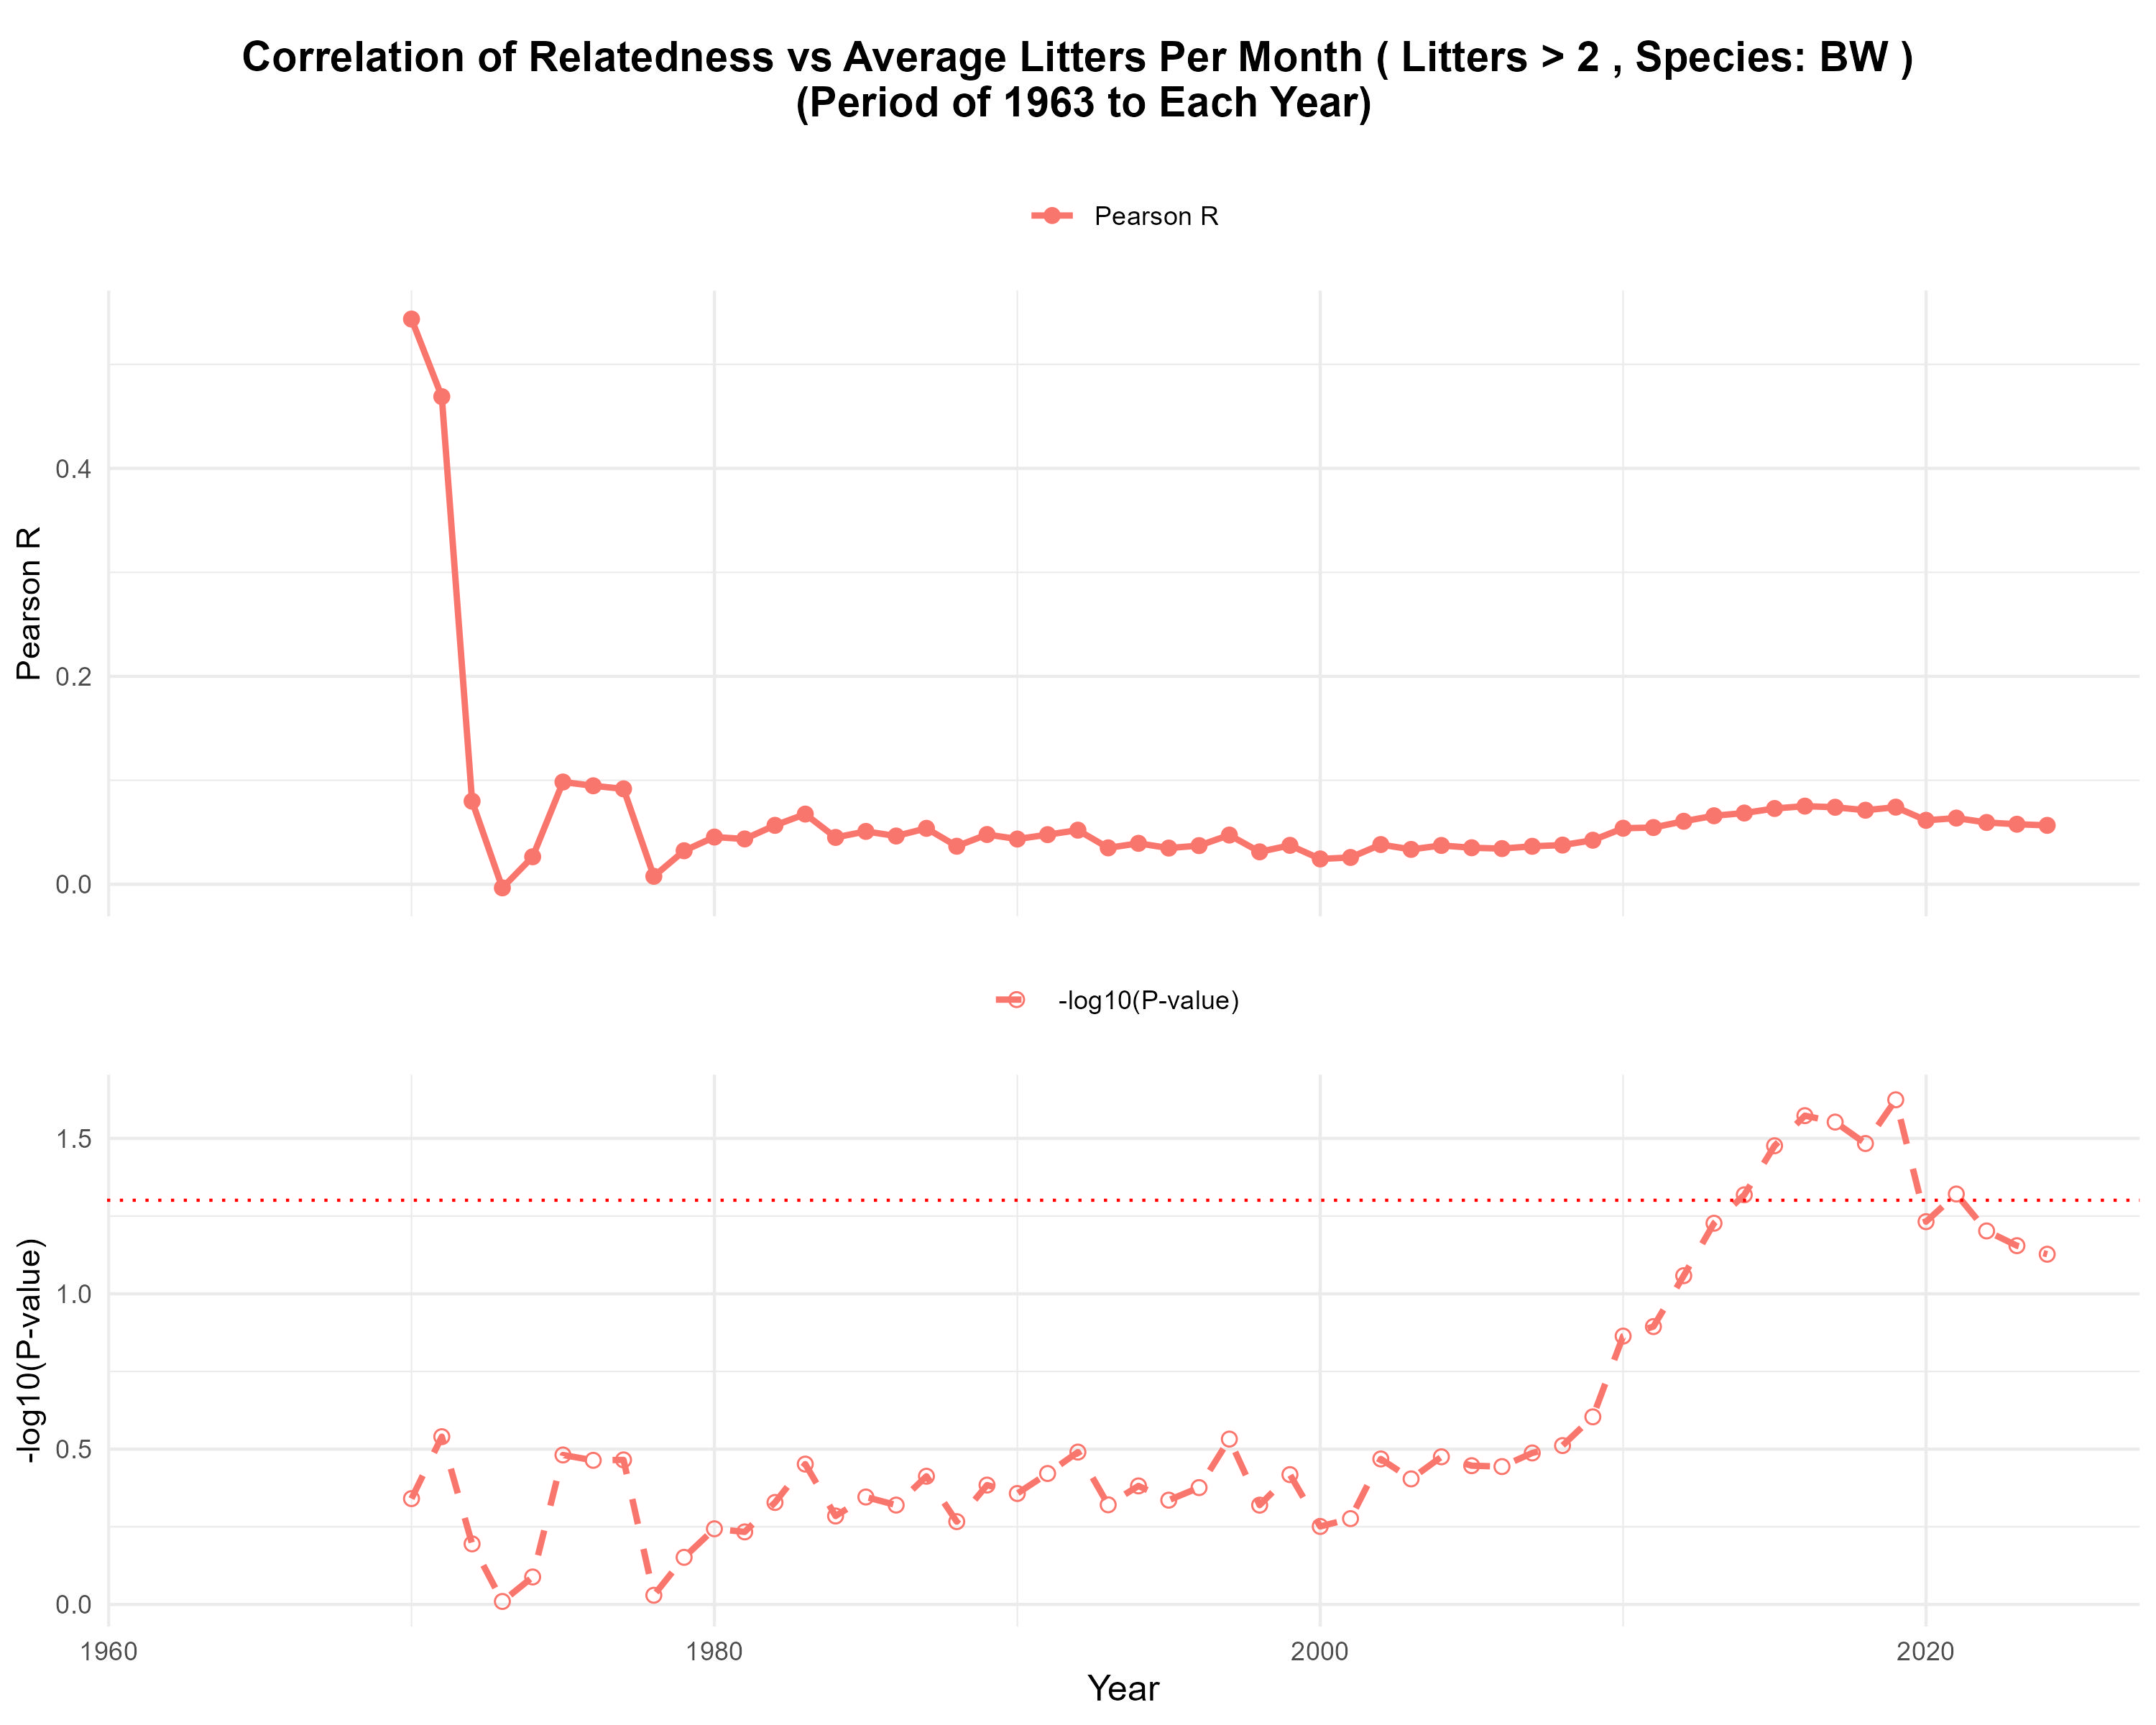 Correlation of Relatedness vs Average Litters Per Month ( Litters > 2 , Species: BW )
(Period of 1963 to Each Year)
Pearson R
Pearson R
0.4
0.2
0.0
-log10(P-value)
-log10(P-value)
1.5
1.0
0.5
0.0
1960 1980 2000 2020
Year